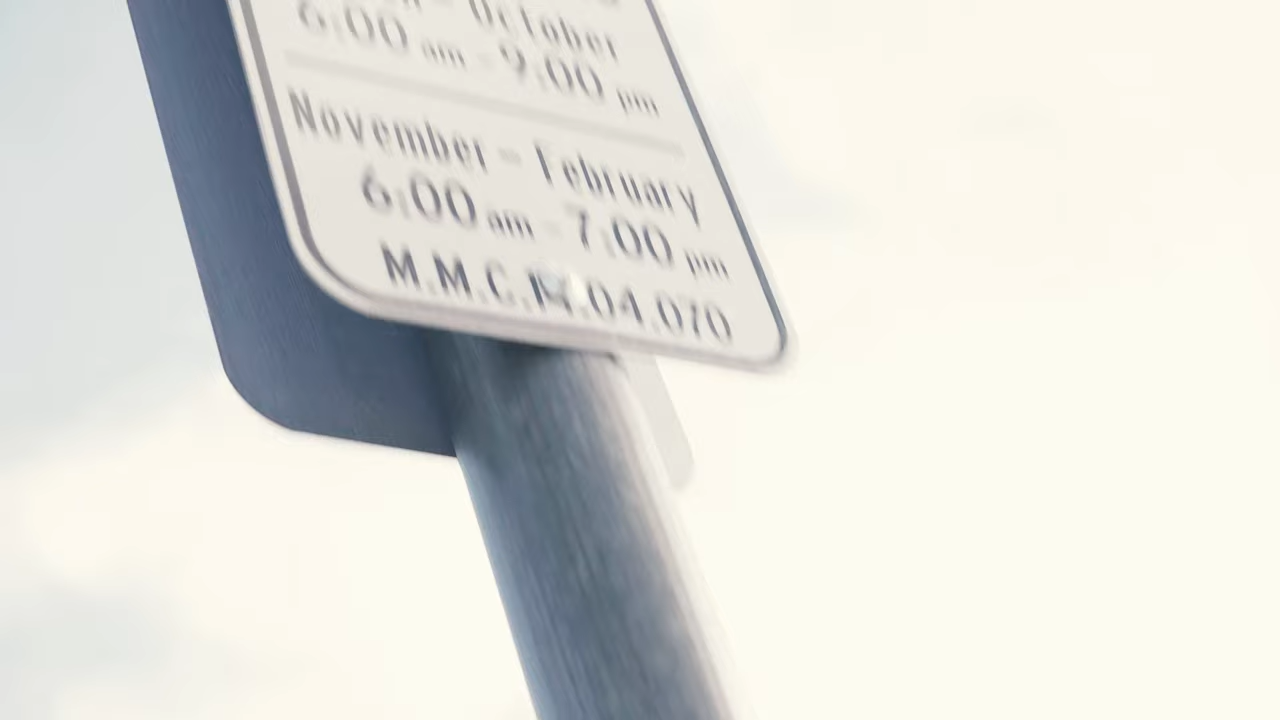 – October
6:00 am - 9:00 pm
November – February
6:00 am - 7:00 pm
M.M.C. .04.070